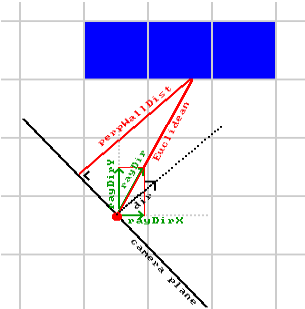 perpWallDist
Euclidean
rayDirY
rayDir
dir
rayDirX
camera plane